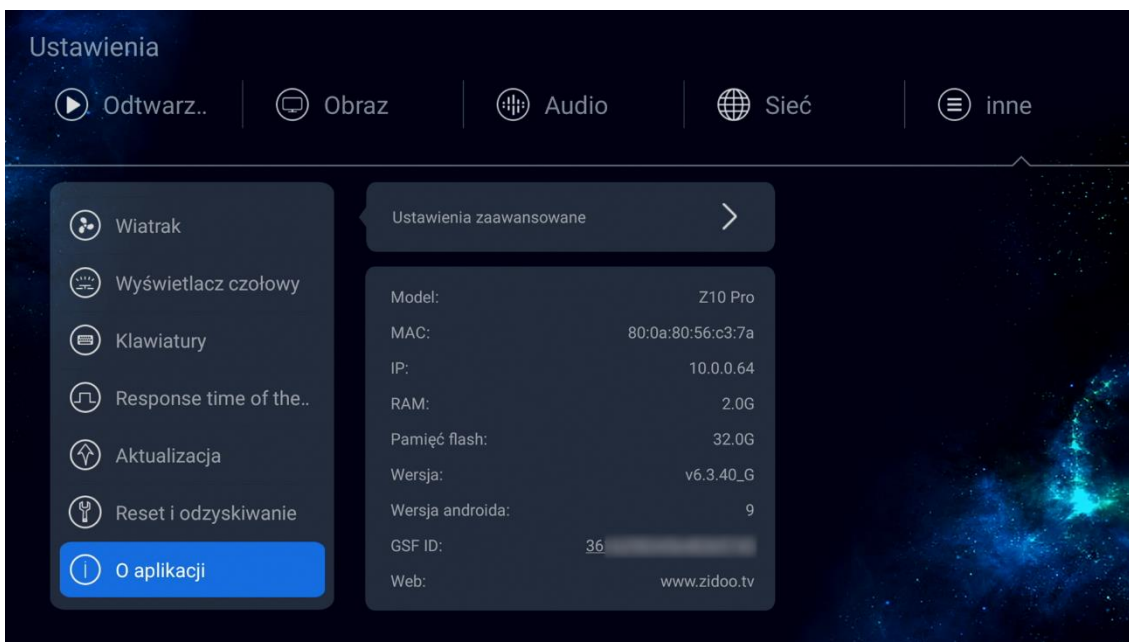 Ustawienia
Odtwarz.. Obraz Audio Sieć inne
Wiatrak
Wyświetlacz czołowy
Klawiatury
Response time of the..
Aktualizacja
Reset i odzyskiwanie
O aplikacji
Ustawienia zaawansowane
Model: Z10 Pro
MAC: 80:0a:80:56:c3:7a
IP: 10.0.0.64
RAM: 2.0G
Pamięć flash: 32.0G
Wersja: v6.3.40_G
Wersja androida: 9
GSF ID: 36
Web: www.zidoo.tv